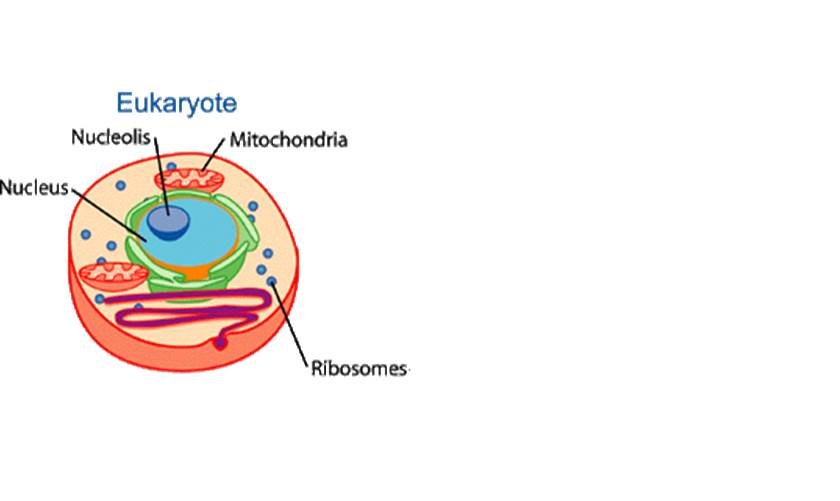 Eukaryote
Nucleolis
Mitochondria
Nucleus
Ribosomes